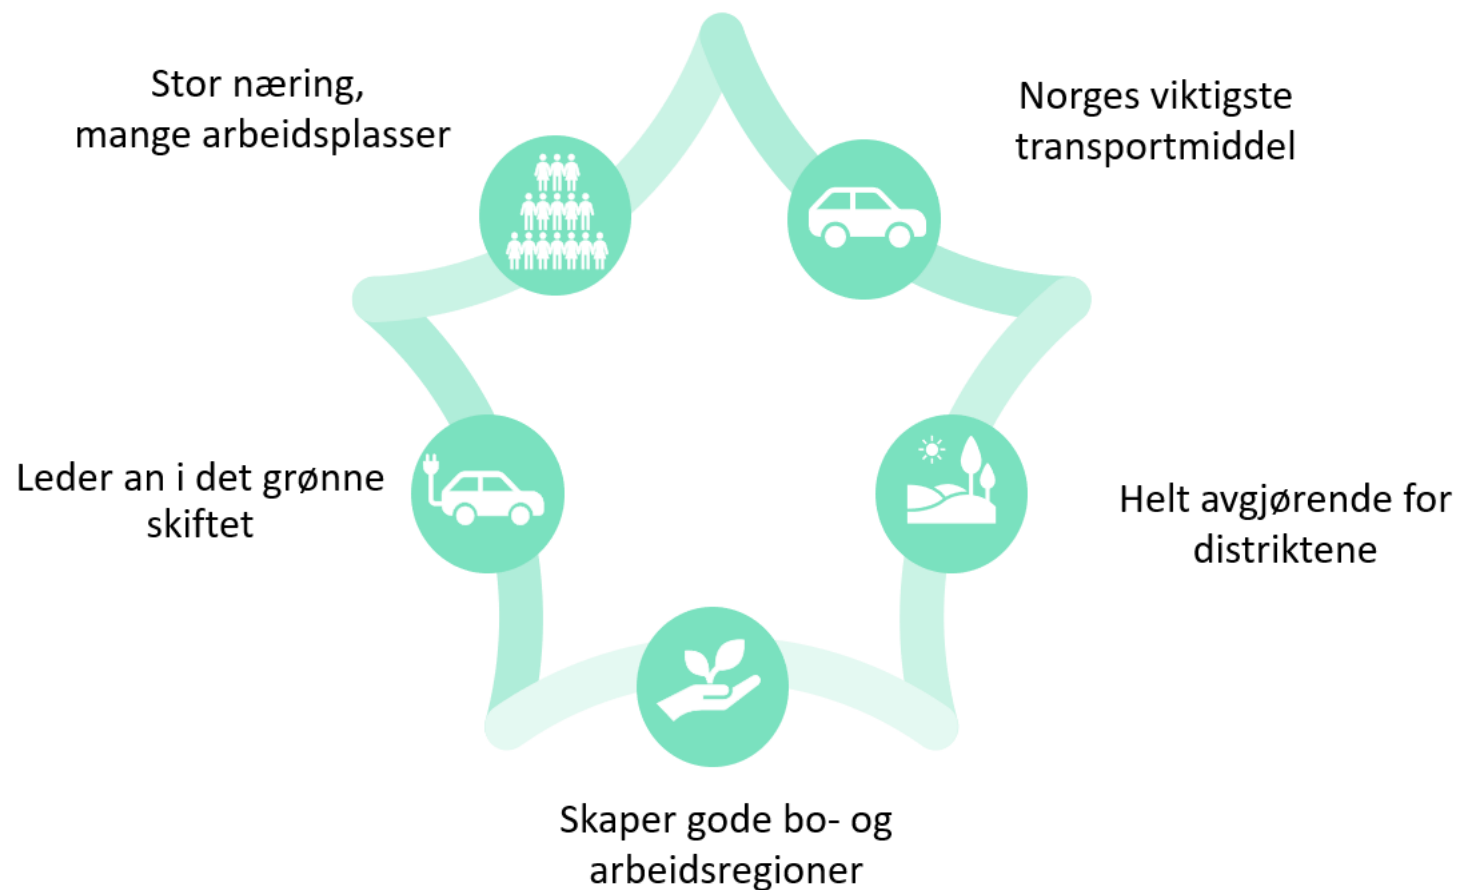 Stor næring,
mange arbeidsplasser
Norges viktigste
transportmiddel
Leder an i det grønne
skiftet
Helt avgjørende for
distriktene
Skaper gode bo- og
arbeidsregioner